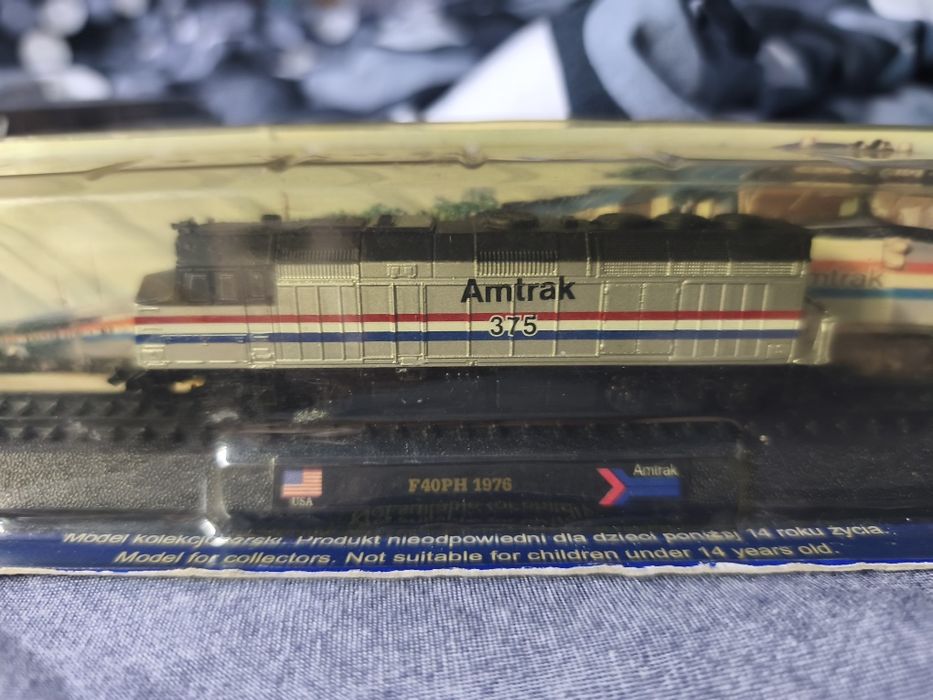 Amtrak
375
Amtrak
USA
F40PH 1976
Amtrak
Model kolekcjonerski. Produkt nieodpowiedni dla dzieci poniżej 14 roku życia.
Model for collectors. Not suitable for children under 14 years old.